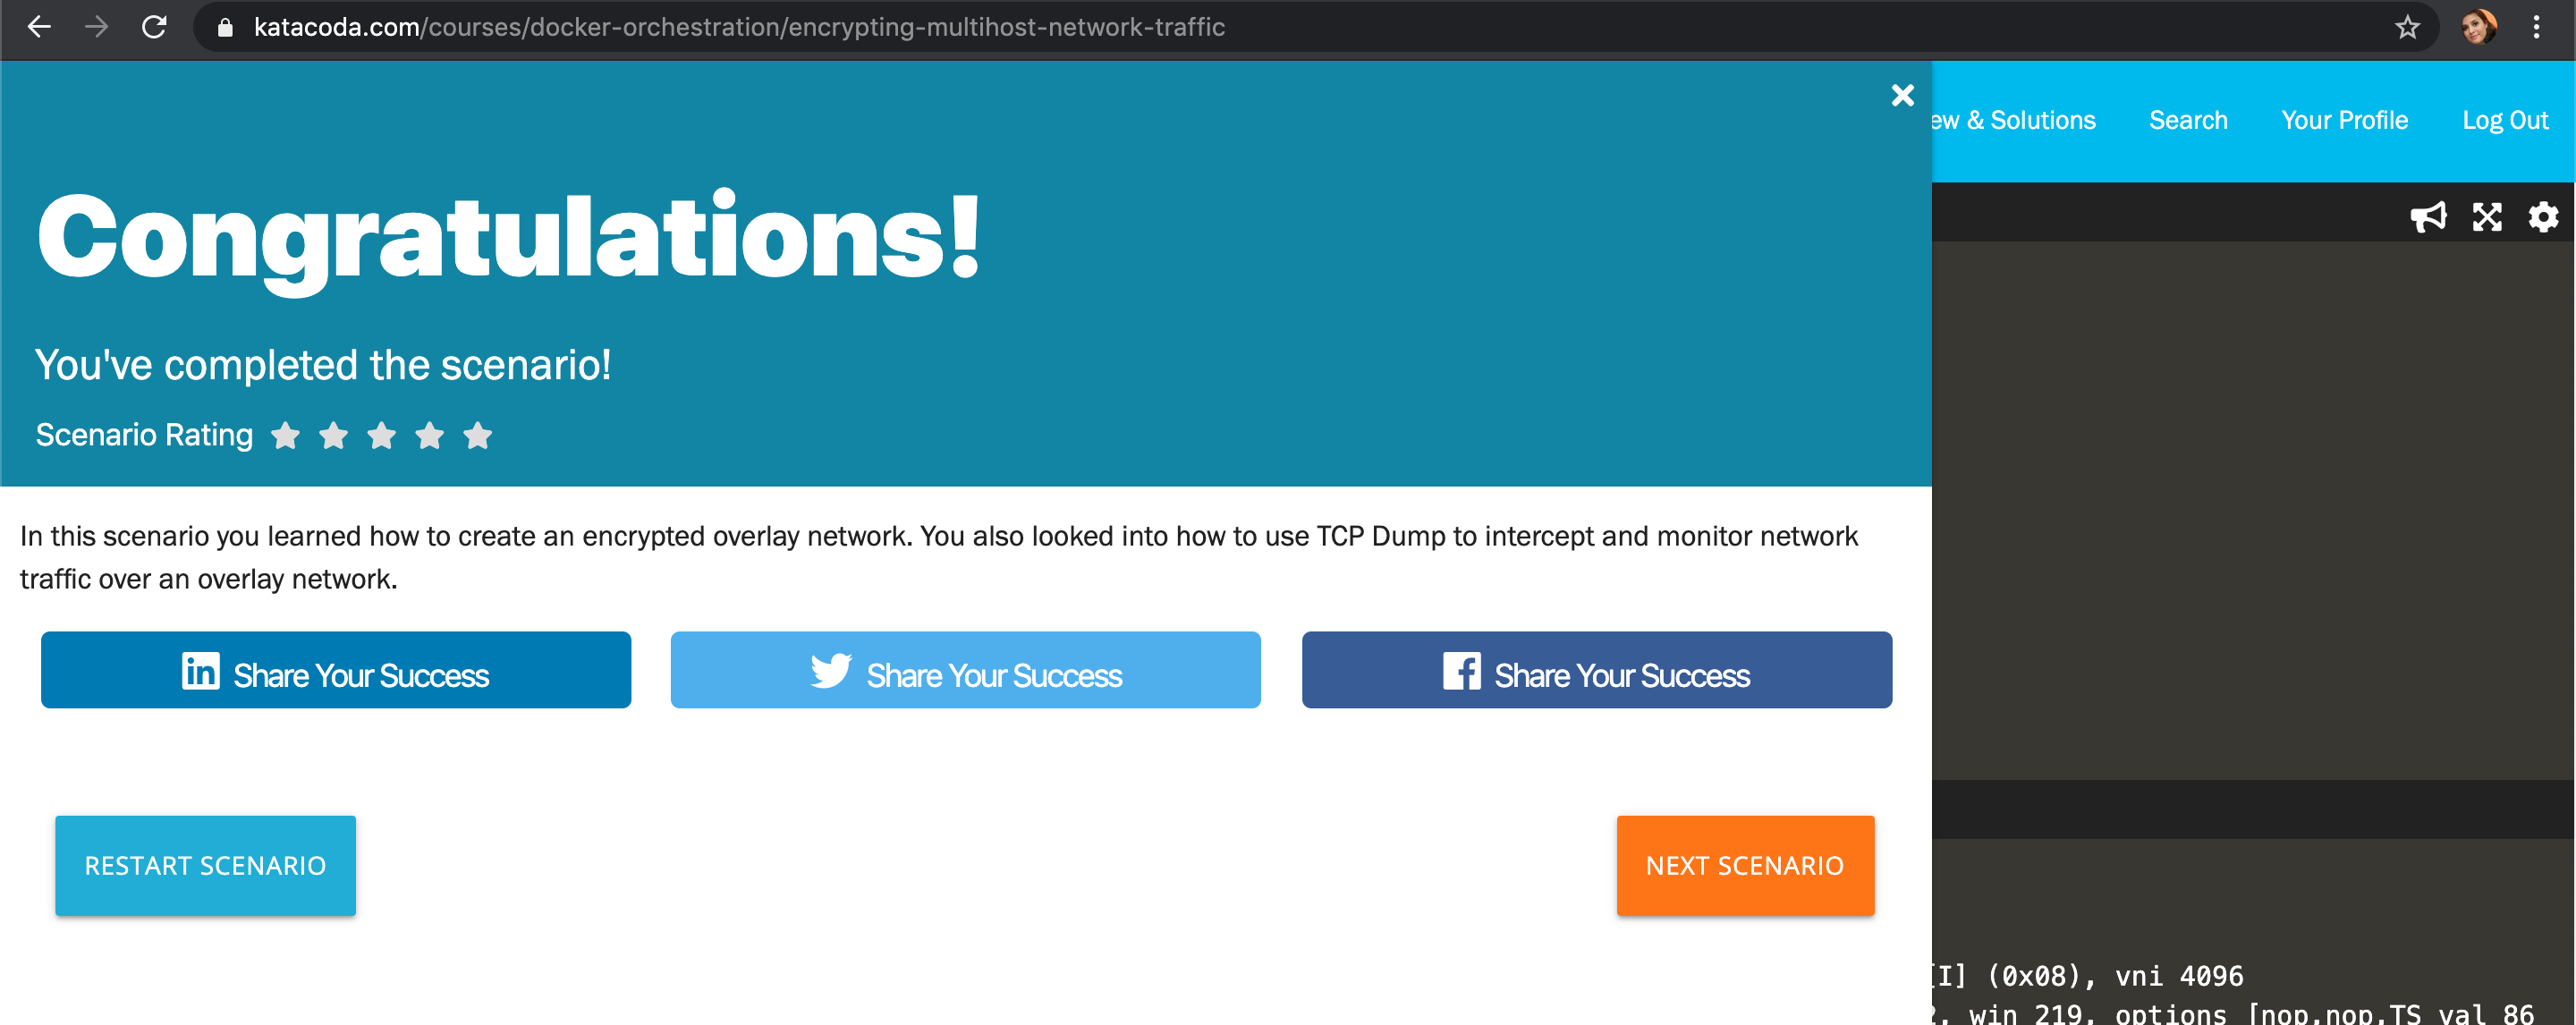 katacoda.com/courses/docker-orchestration/encrypting-multihost-network-traffic
& Solutions Search Your Profile Log Out
Congratulations!
You've completed the scenario!
Scenario Rating
In this scenario you learned how to create an encrypted overlay network. You also looked into how to use TCP Dump to intercept and monitor network
traffic over an overlay network.
in Share Your Success
Share Your Success
f Share Your Success
RESTART SCENARIO
NEXT SCENARIO
[I] (0x08), vni 4096
win 219, options [nop,nop,TS val 86